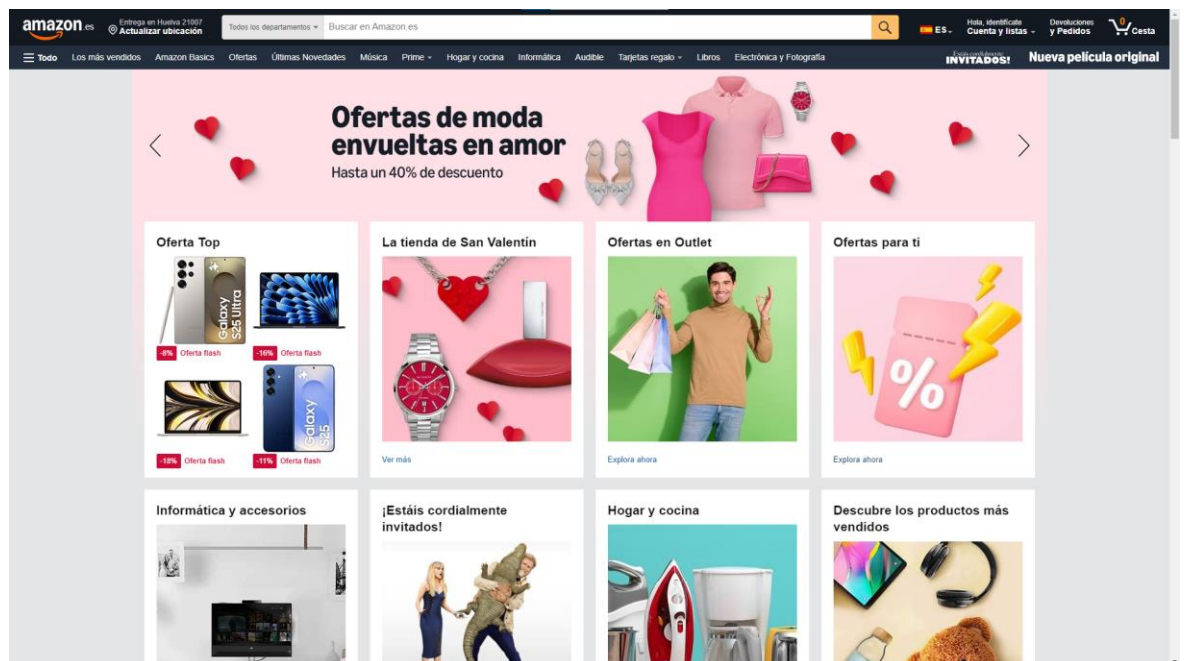 amazon.es
Entrega en Huelva 21007
Actualizar ubicación
Todos los departamentos
Buscar en Amazon.es
ES
Hola, identifícate
Cuenta y listas
Devoluciones
y Pedidos
0
Cesta
Todo
Los más vendidos
Amazon Basics
Ofertas
Últimas Novedades
Música
Prime
Hogar y cocina
Informática
Audible
Tarjetas regalo
Libros
Electrónica y Fotografía
Estáis cordialmente
INVITADOS!
Nueva película original
Ofertas de moda
envueltas en amor
Hasta un 40% de descuento
Oferta Top
Galaxy
S25 Ultra
-8% Oferta flash
-16% Oferta flash
Galaxy
S25
-18% Oferta flash
-11% Oferta flash
La tienda de San Valentín
Ver más
Ofertas en Outlet
Explora ahora
Ofertas para ti
%
Explora ahora
Informática y accesorios
¡Estáis cordialmente
invitados!
Hogar y cocina
Descubre los productos más
vendidos